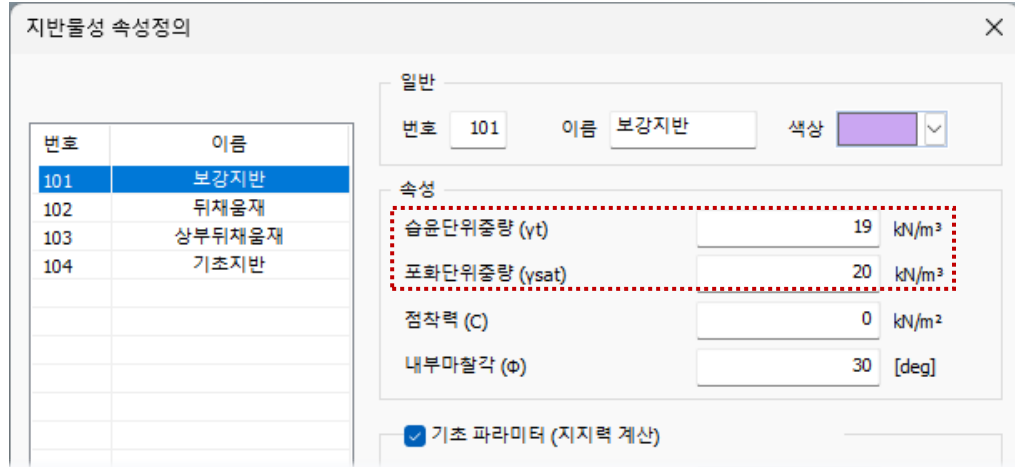 지반물성 속성정의
일반
번호 101 이름 보강지반 색상
번호 이름
101 보강지반
102 뒤채움재
103 상부뒤채움재
104 기초지반
속성
습윤단위중량 (γt) 19 kN/m³
포화단위중량 (γsat) 20 kN/m³
점착력 (C) 0 kN/m²
내부마찰각 (Φ) 30 [deg]
기초 파라미터 (지지력 계산)